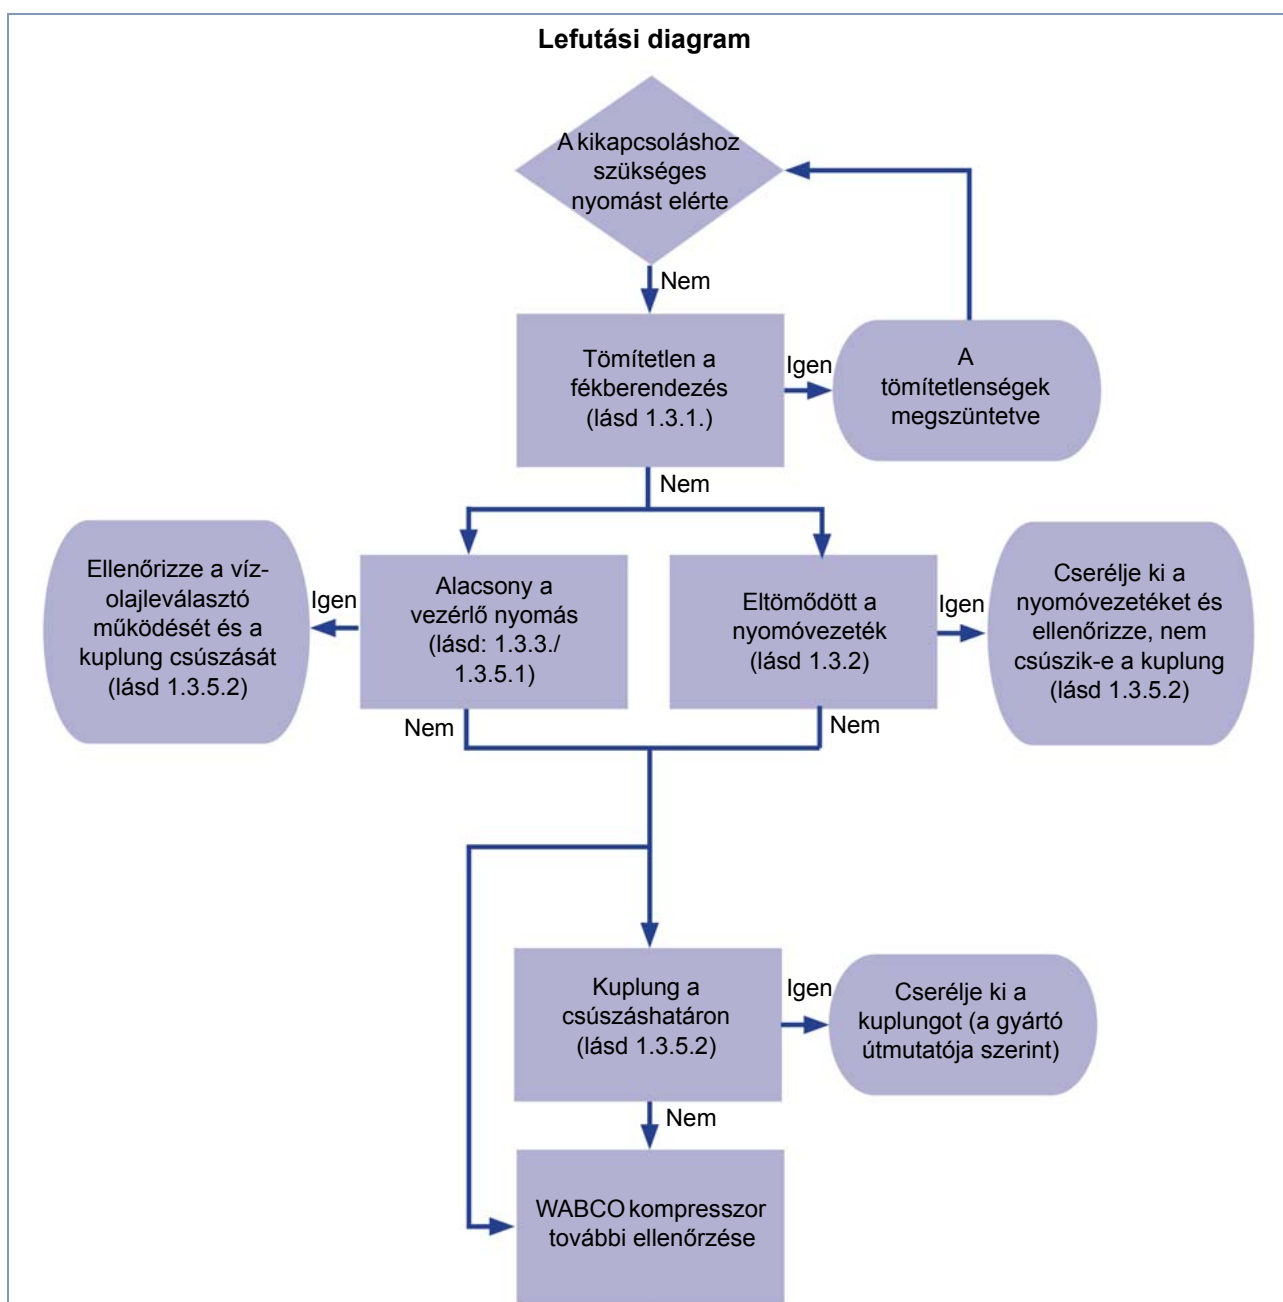 Lefutási diagram
A kikapcsoláshoz
szükséges
nyomást elérte
Nem
Tömítetlen a
fékberendezés
(lásd 1.3.1.)
Igen
A
tömítetlenségek
megszüntetve
Nem
Ellenőrizze a víz-
olajleválasztó
működését és a
kuplung csúszását
(lásd 1.3.5.2)
Igen
Alacsony a
vezérlő nyomás
(lásd: 1.3.3./
1.3.5.1)
Eltömődött a
nyomóvezeték
(lásd 1.3.2)
Igen
Cserélje ki a
nyomóvezetéket és
ellenőrizze, nem
csúszik-e a kuplung
(lásd 1.3.5.2)
Nem
Nem
Kuplung a
csúszáshatáron
(lásd 1.3.5.2)
Igen
Cserélje ki a
kuplungot (a gyártó
útmutatója szerint)
Nem
WABCO kompresszor
további ellenőrzése